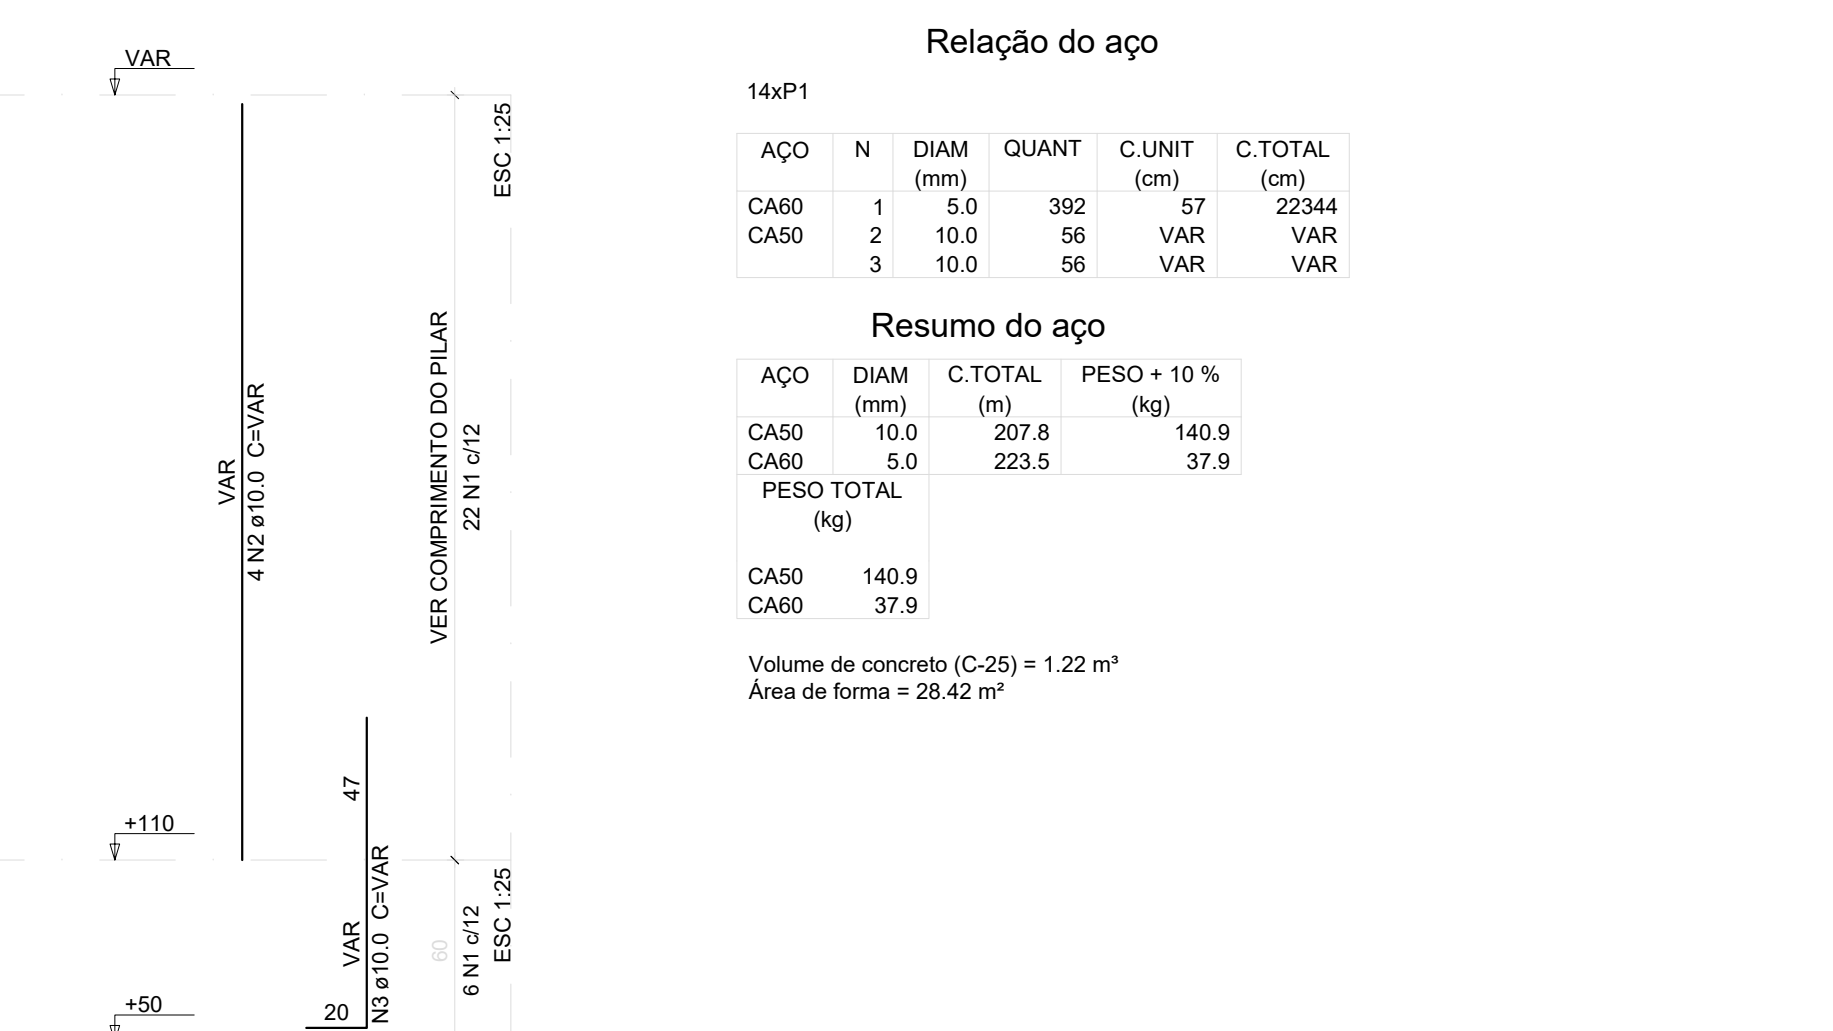 VAR
ESC 1:25
VER COMPRIMENTO DO PILAR
22 N1 c/12
VAR
4 N2 ø10.0 C=VAR
47
+110
VAR
N3 ø10.0 C=VAR
60
6 N1 c/12
ESC 1:25
+50
20
Relação do aço
14xP1
AÇO N DIAM QUANT C.UNIT C.TOTAL
(mm) (cm) (cm)
CA60 1 5.0 392 57 22344
CA50 2 10.0 56 VAR VAR
3 10.0 56 VAR VAR
Resumo do aço
AÇO DIAM C.TOTAL PESO + 10 %
(mm) (m) (kg)
CA50 10.0 207.8 140.9
CA60 5.0 223.5 37.9
PESO TOTAL
(kg)
CA50 140.9
CA60 37.9
Volume de concreto (C-25) = 1.22 m³
Área de forma = 28.42 m²